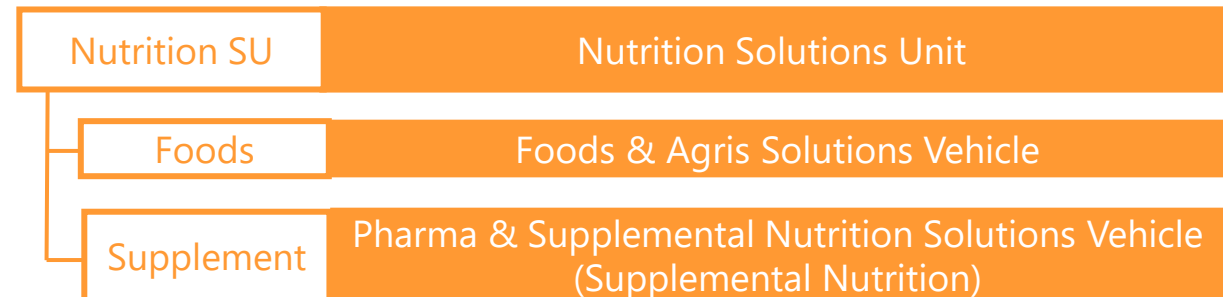 Nutrition SU
Nutrition Solutions Unit
Foods
Foods & Agris Solutions Vehicle
Supplement
Pharma & Supplemental Nutrition Solutions Vehicle
(Supplemental Nutrition)